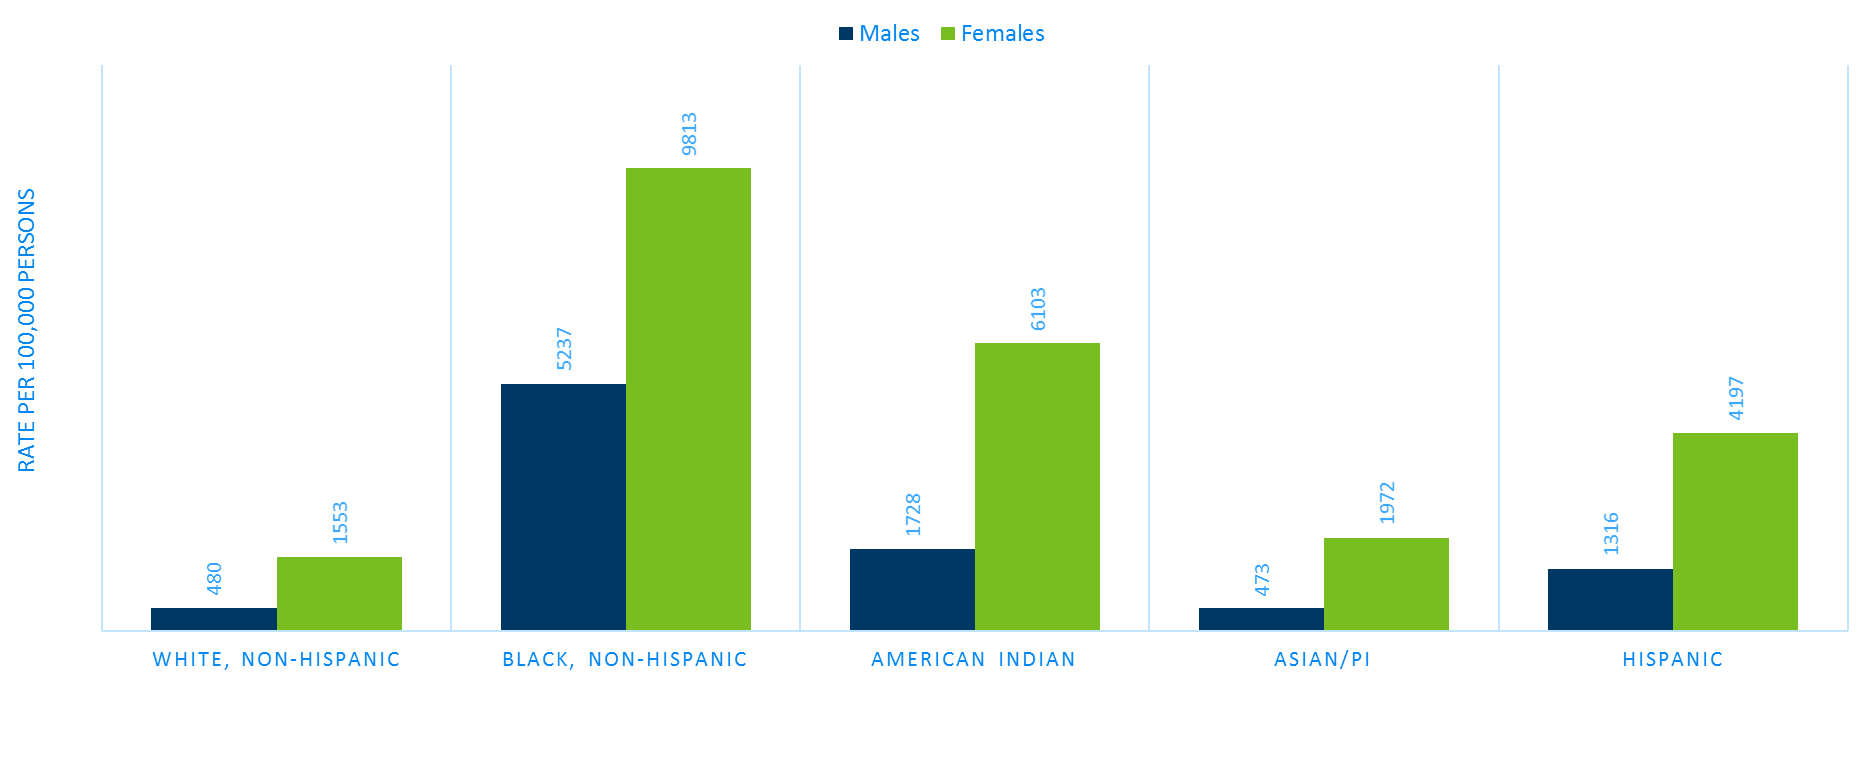 Males Females
RATE PER 100,000 PERSONS
480
1553
5237
9813
1728
6103
473
1972
1316
4197
WHITE, NON-HISPANIC
BLACK, NON-HISPANIC
AMERICAN INDIAN
ASIAN/PI
HISPANIC